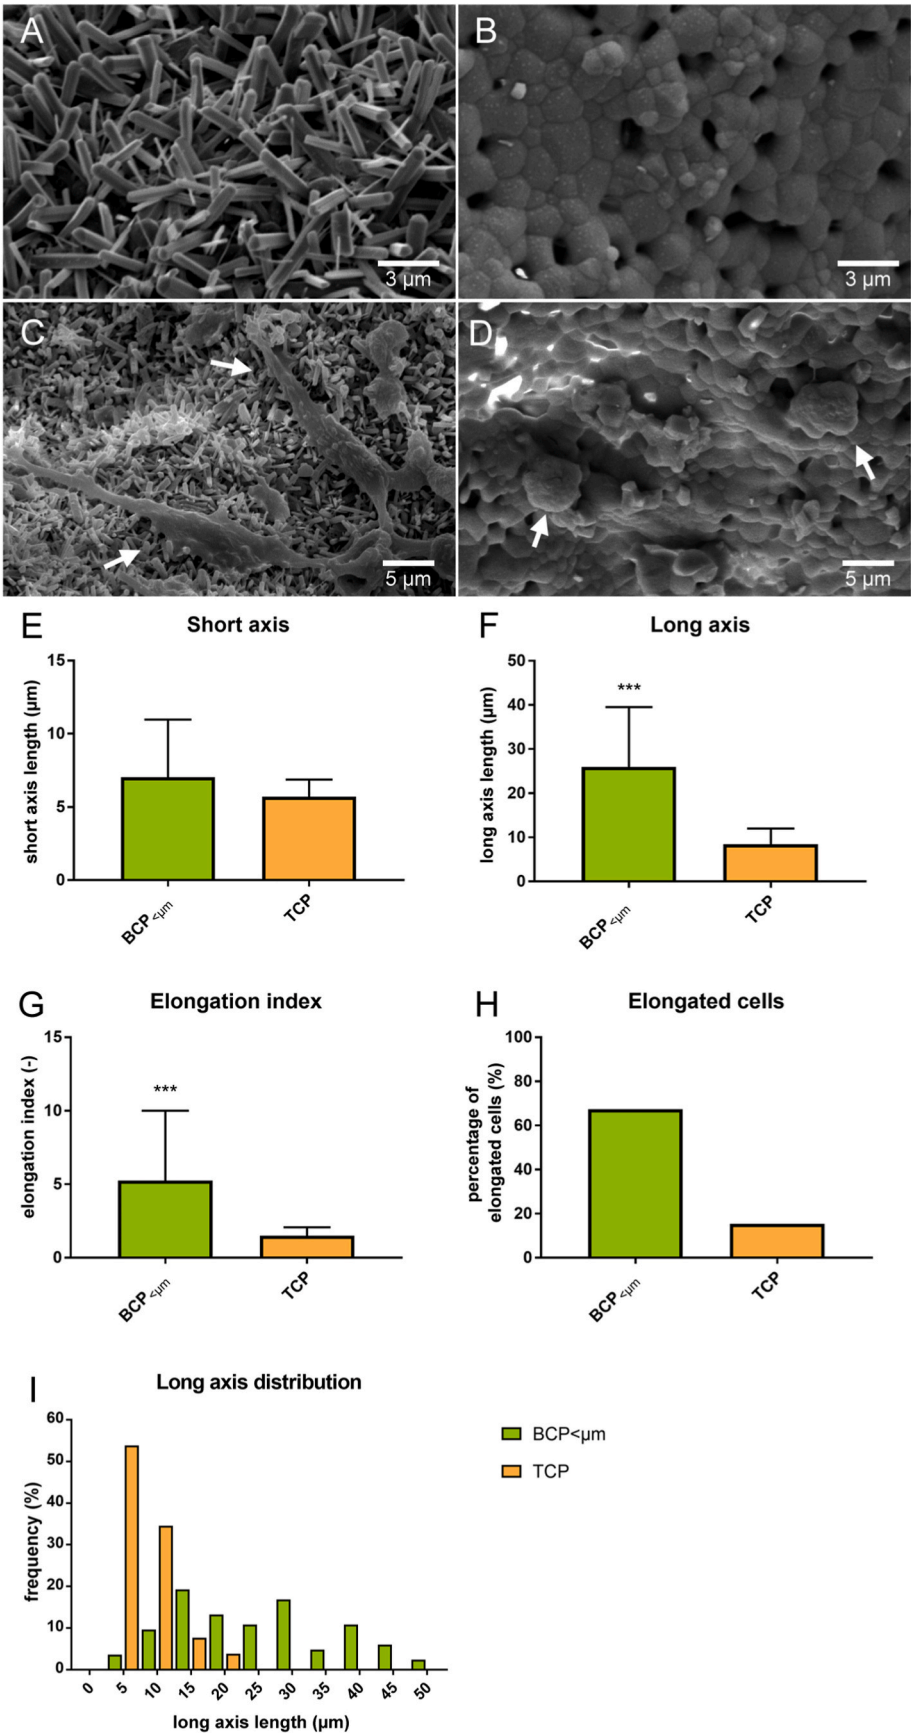 A
B
3 µm
3 µm
C
D
5 µm
5 µm
E
Short axis
short axis length (µm)
15
10
5
0
BCP<µm
TCP
F
Long axis
long axis length (µm)
50
40
30
20
10
0
***
BCP<µm
TCP
G
Elongation index
elongation index (-)
15
10
5
0
***
BCP<µm
TCP
H
Elongated cells
percentage of
elongated cells (%)
100
80
60
40
20
0
BCP<µm
TCP
I
Long axis distribution
frequency (%)
60
50
40
30
20
10
0
0 5 10 15 20 25 30 35 40 45 50
long axis length (µm)
BCP<µm
TCP